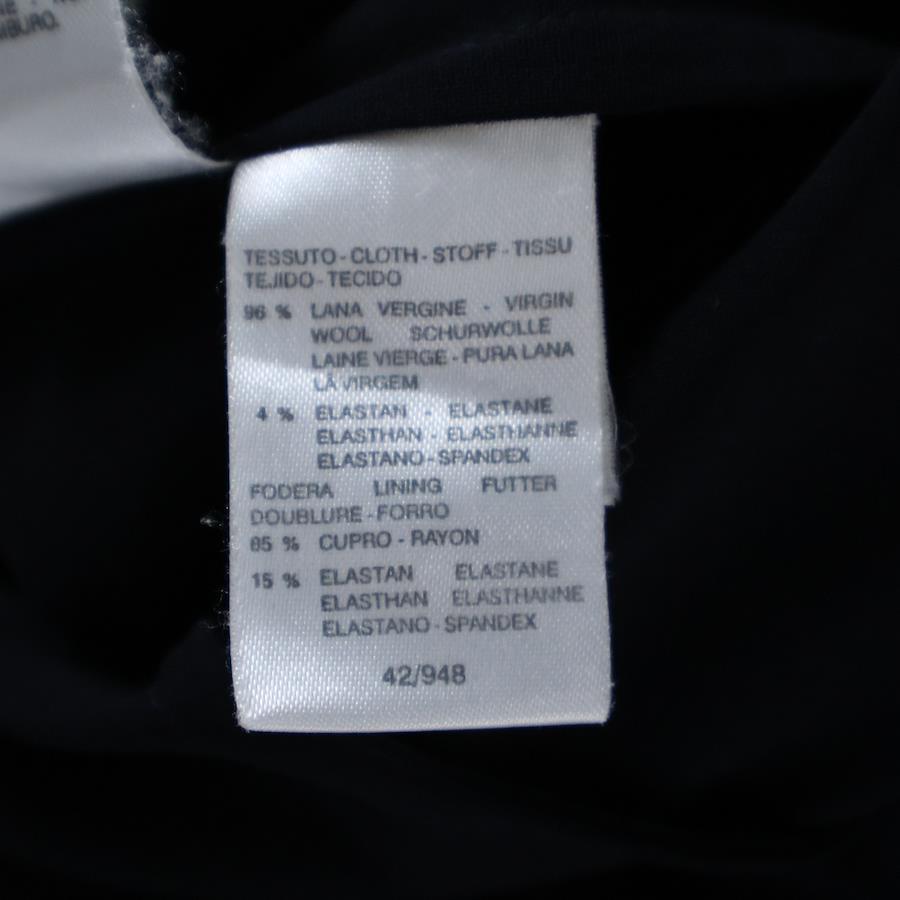 MBURO.
TESSUTO - CLOTH - STOFF - TISSU
TEJIDO - TECIDO
96 % LANA VERGINE - VIRGIN
WOOL SCHURWOLLE
LAINE VIERGE - PURA LANA
LÃ VIRGEM
4 % ELASTAN - ELASTANE
ELASTHAN - ELASTHANNE
ELASTANO - SPANDEX
FODERA LINING FUTTER
DOUBLURE - FORRO
85 % CUPRO - RAYON
15 % ELASTAN ELASTANE
ELASTHAN ELASTHANNE
ELASTANO - SPANDEX
42/948